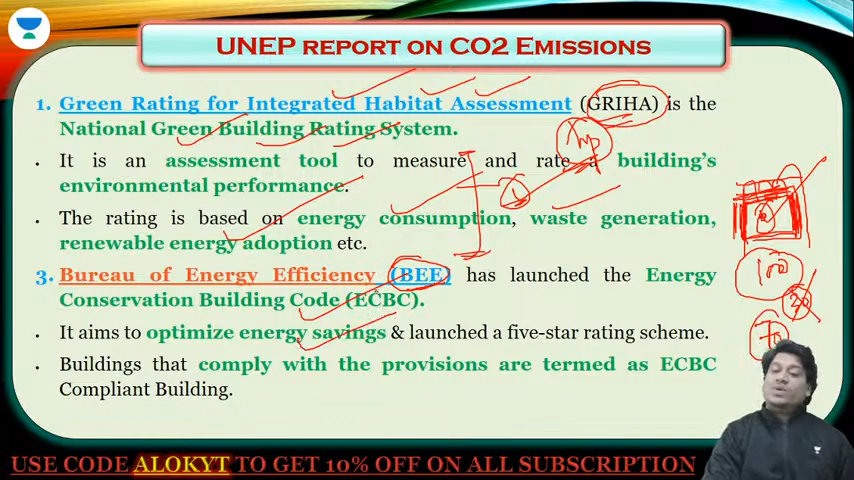 UNEP REPORT ON CO2 EMISSIONS
1. Green Rating for Integrated Habitat Assessment (GRIHA) is the
National Green Building Rating System.
• It is an assessment tool to measure and rate a building's
environmental performance.
Imp
• The rating is based on energy consumption, waste generation,
renewable energy adoption etc.
3. Bureau of Energy Efficiency (BEE) has launched the Energy
Conservation Building Code (ECBC).
100
30
70
• It aims to optimize energy savings & launched a five-star rating scheme.
• Buildings that comply with the provisions are termed as ECBC
Compliant Building.
USE CODE ALOKYT TO GET 10% OFF ON ALL SUBSCRIPTION